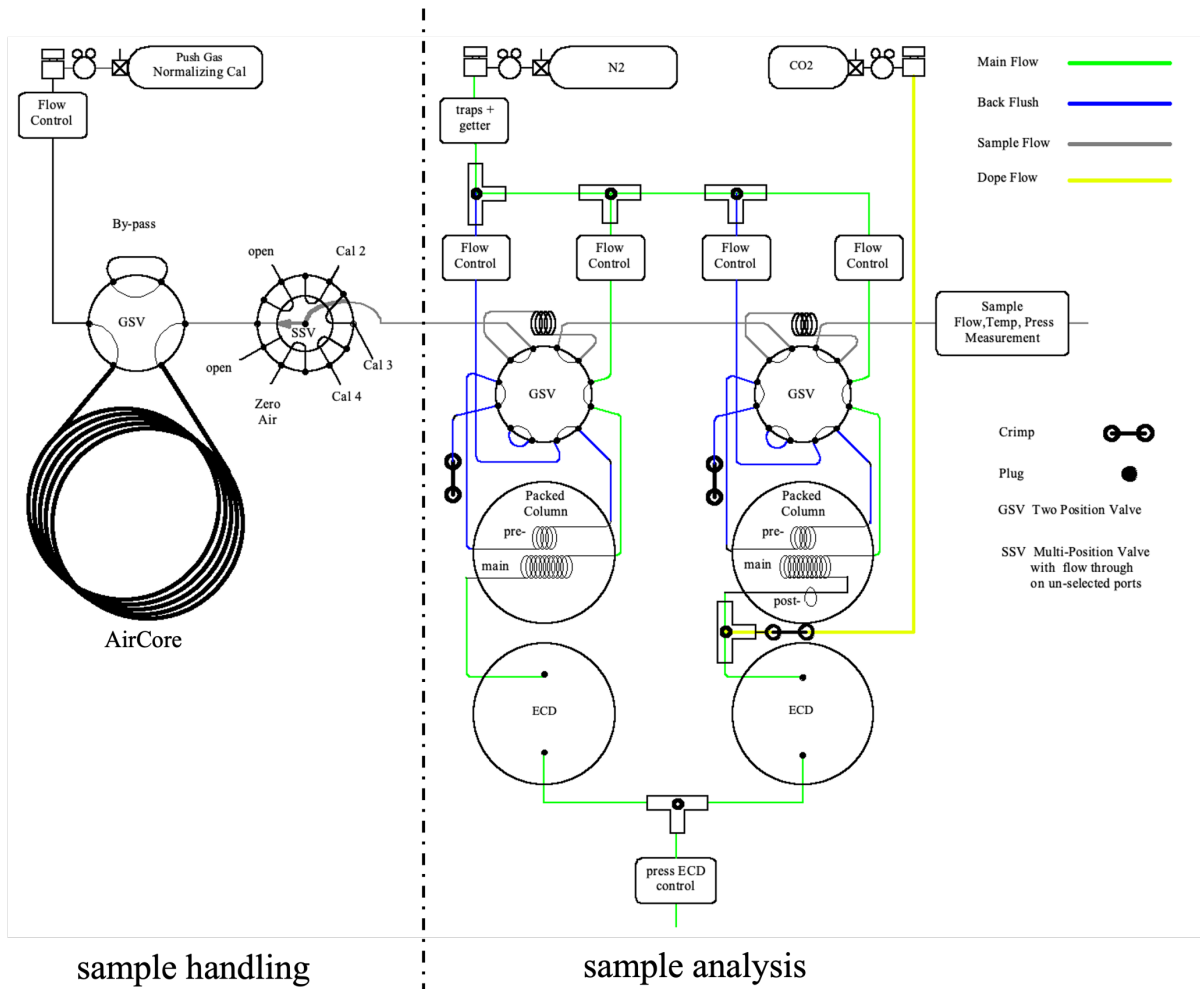 Push Gas
Normalizing Cal
N2
CO2
Main Flow
Back Flush
Sample Flow
Dope Flow
Flow
Control
traps +
getter
By-pass
open
Cal 2
Flow
Control
Flow
Control
Flow
Control
Flow
Control
GSV
SSV
Sample
Flow,Temp, Press
Measurement
open
Cal 3
Zero
Air
Cal 4
GSV
GSV
Crimp
Plug
GSV Two Position Valve
SSV Multi-Position Valve
with flow through
on un-selected ports
Packed
Column
pre-
main
Packed
Column
pre-
main
post-
AirCore
ECD
ECD
press ECD
control
sample handling
sample analysis